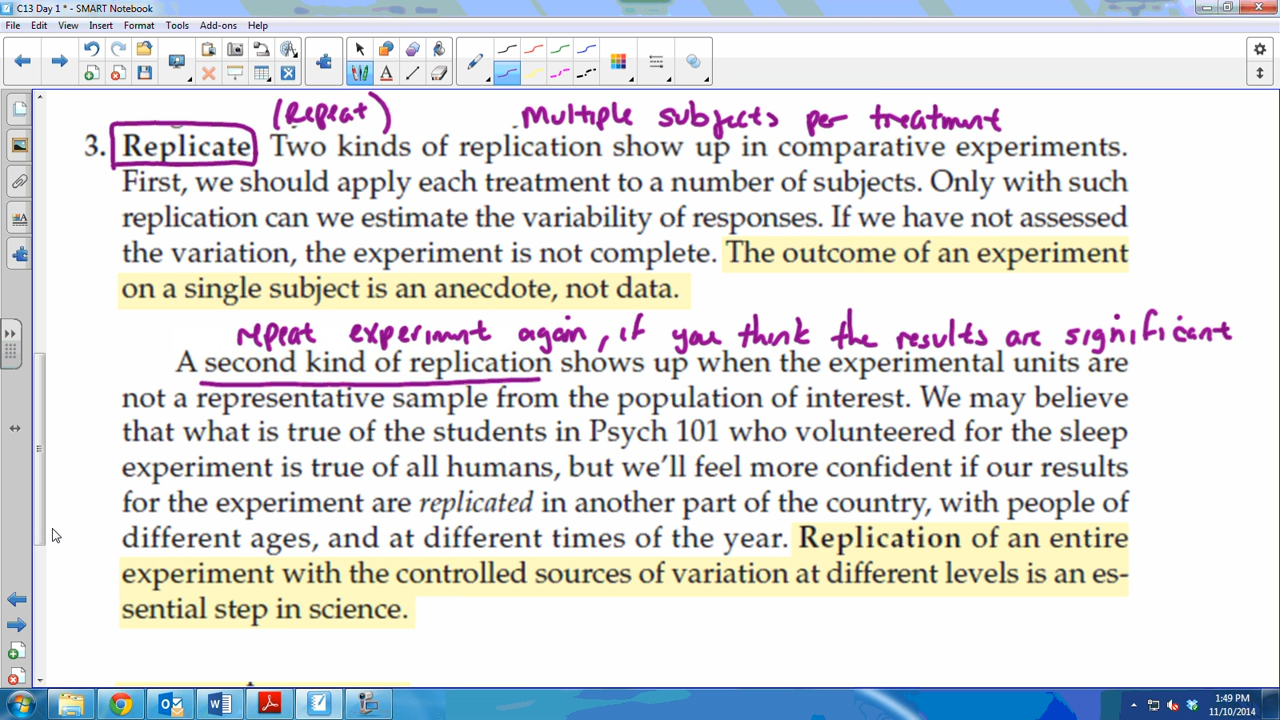 C13 Day 1 * - SMART Notebook
File Edit View Insert Format Tools Add-ons Help
(Repeat) Multiple subjects per treatment
3. Replicate Two kinds of replication show up in comparative experiments.
First, we should apply each treatment to a number of subjects. Only with such
replication can we estimate the variability of responses. If we have not assessed
the variation, the experiment is not complete. The outcome of an experiment
on a single subject is an anecdote, not data.
repeat experiment again, if you think the results are significant
A second kind of replication shows up when the experimental units are
not a representative sample from the population of interest. We may believe
that what is true of the students in Psych 101 who volunteered for the sleep
experiment is true of all humans, but we'll feel more confident if our results
for the experiment are replicated in another part of the country, with people of
different ages, and at different times of the year. Replication of an entire
experiment with the controlled sources of variation at different levels is an es-
sential step in science.
1:49 PM
11/10/2014